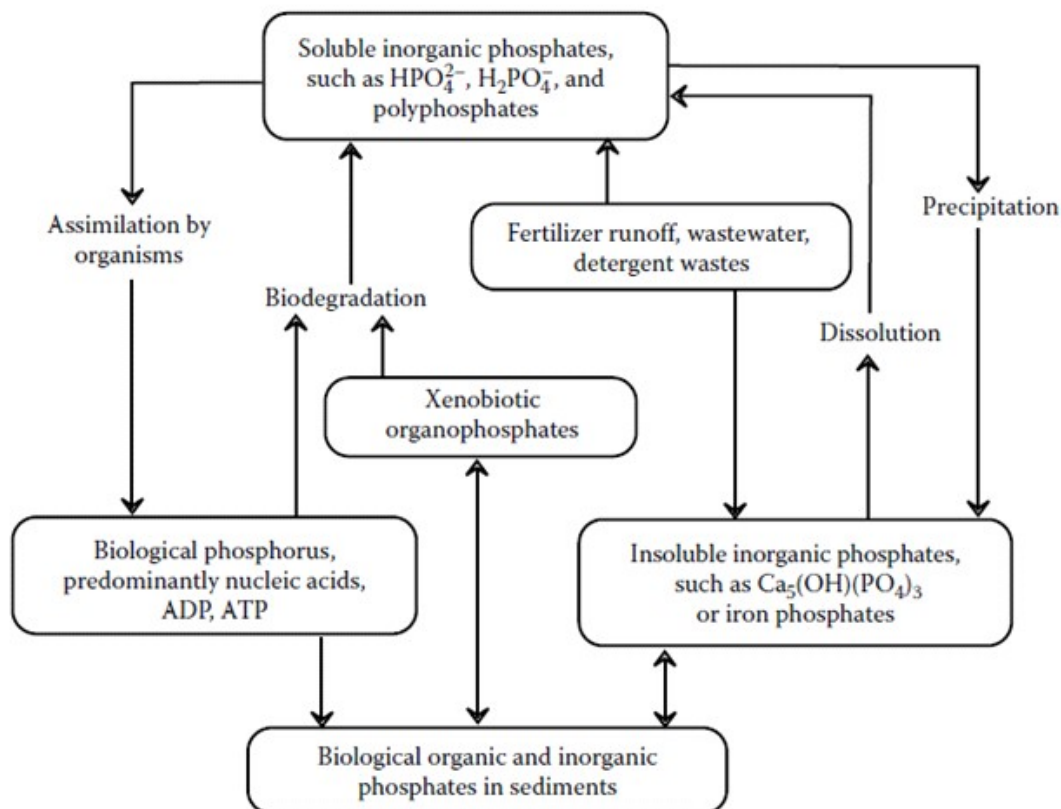 Soluble inorganic phosphates,
such as HPO₄²⁻, H₂PO₄⁻, and
polyphosphates
Assimilation by
organisms
Biodegradation
Fertilizer runoff, wastewater,
detergent wastes
Precipitation
Dissolution
Xenobiotic
organophosphates
Biological phosphorus,
predominantly nucleic acids,
ADP, ATP
Insoluble inorganic phosphates,
such as Ca₅(OH)(PO₄)₃
or iron phosphates
Biological organic and inorganic
phosphates in sediments